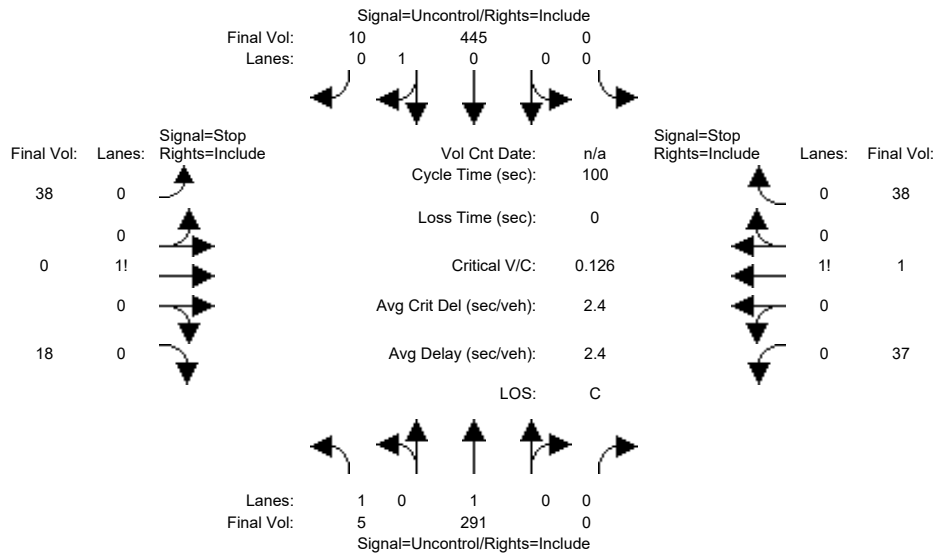 Signal=Uncontrol/Rights=Include
Final Vol: 10 445 0
Lanes: 0 1 0 0 0
Signal=Stop Signal=Stop
Final Vol: Lanes: Rights=Include Vol Cnt Date: n/a Rights=Include Lanes: Final Vol:
Cycle Time (sec): 100
38 0 0 38
Loss Time (sec): 0
0 0
0 1! Critical V/C: 0.126 1! 1
0 Avg Crit Del (sec/veh): 2.4 0
18 0 Avg Delay (sec/veh): 2.4 0 37
LOS: C
Lanes: 1 0 1 0 0
Final Vol: 5 291 0
Signal=Uncontrol/Rights=Include